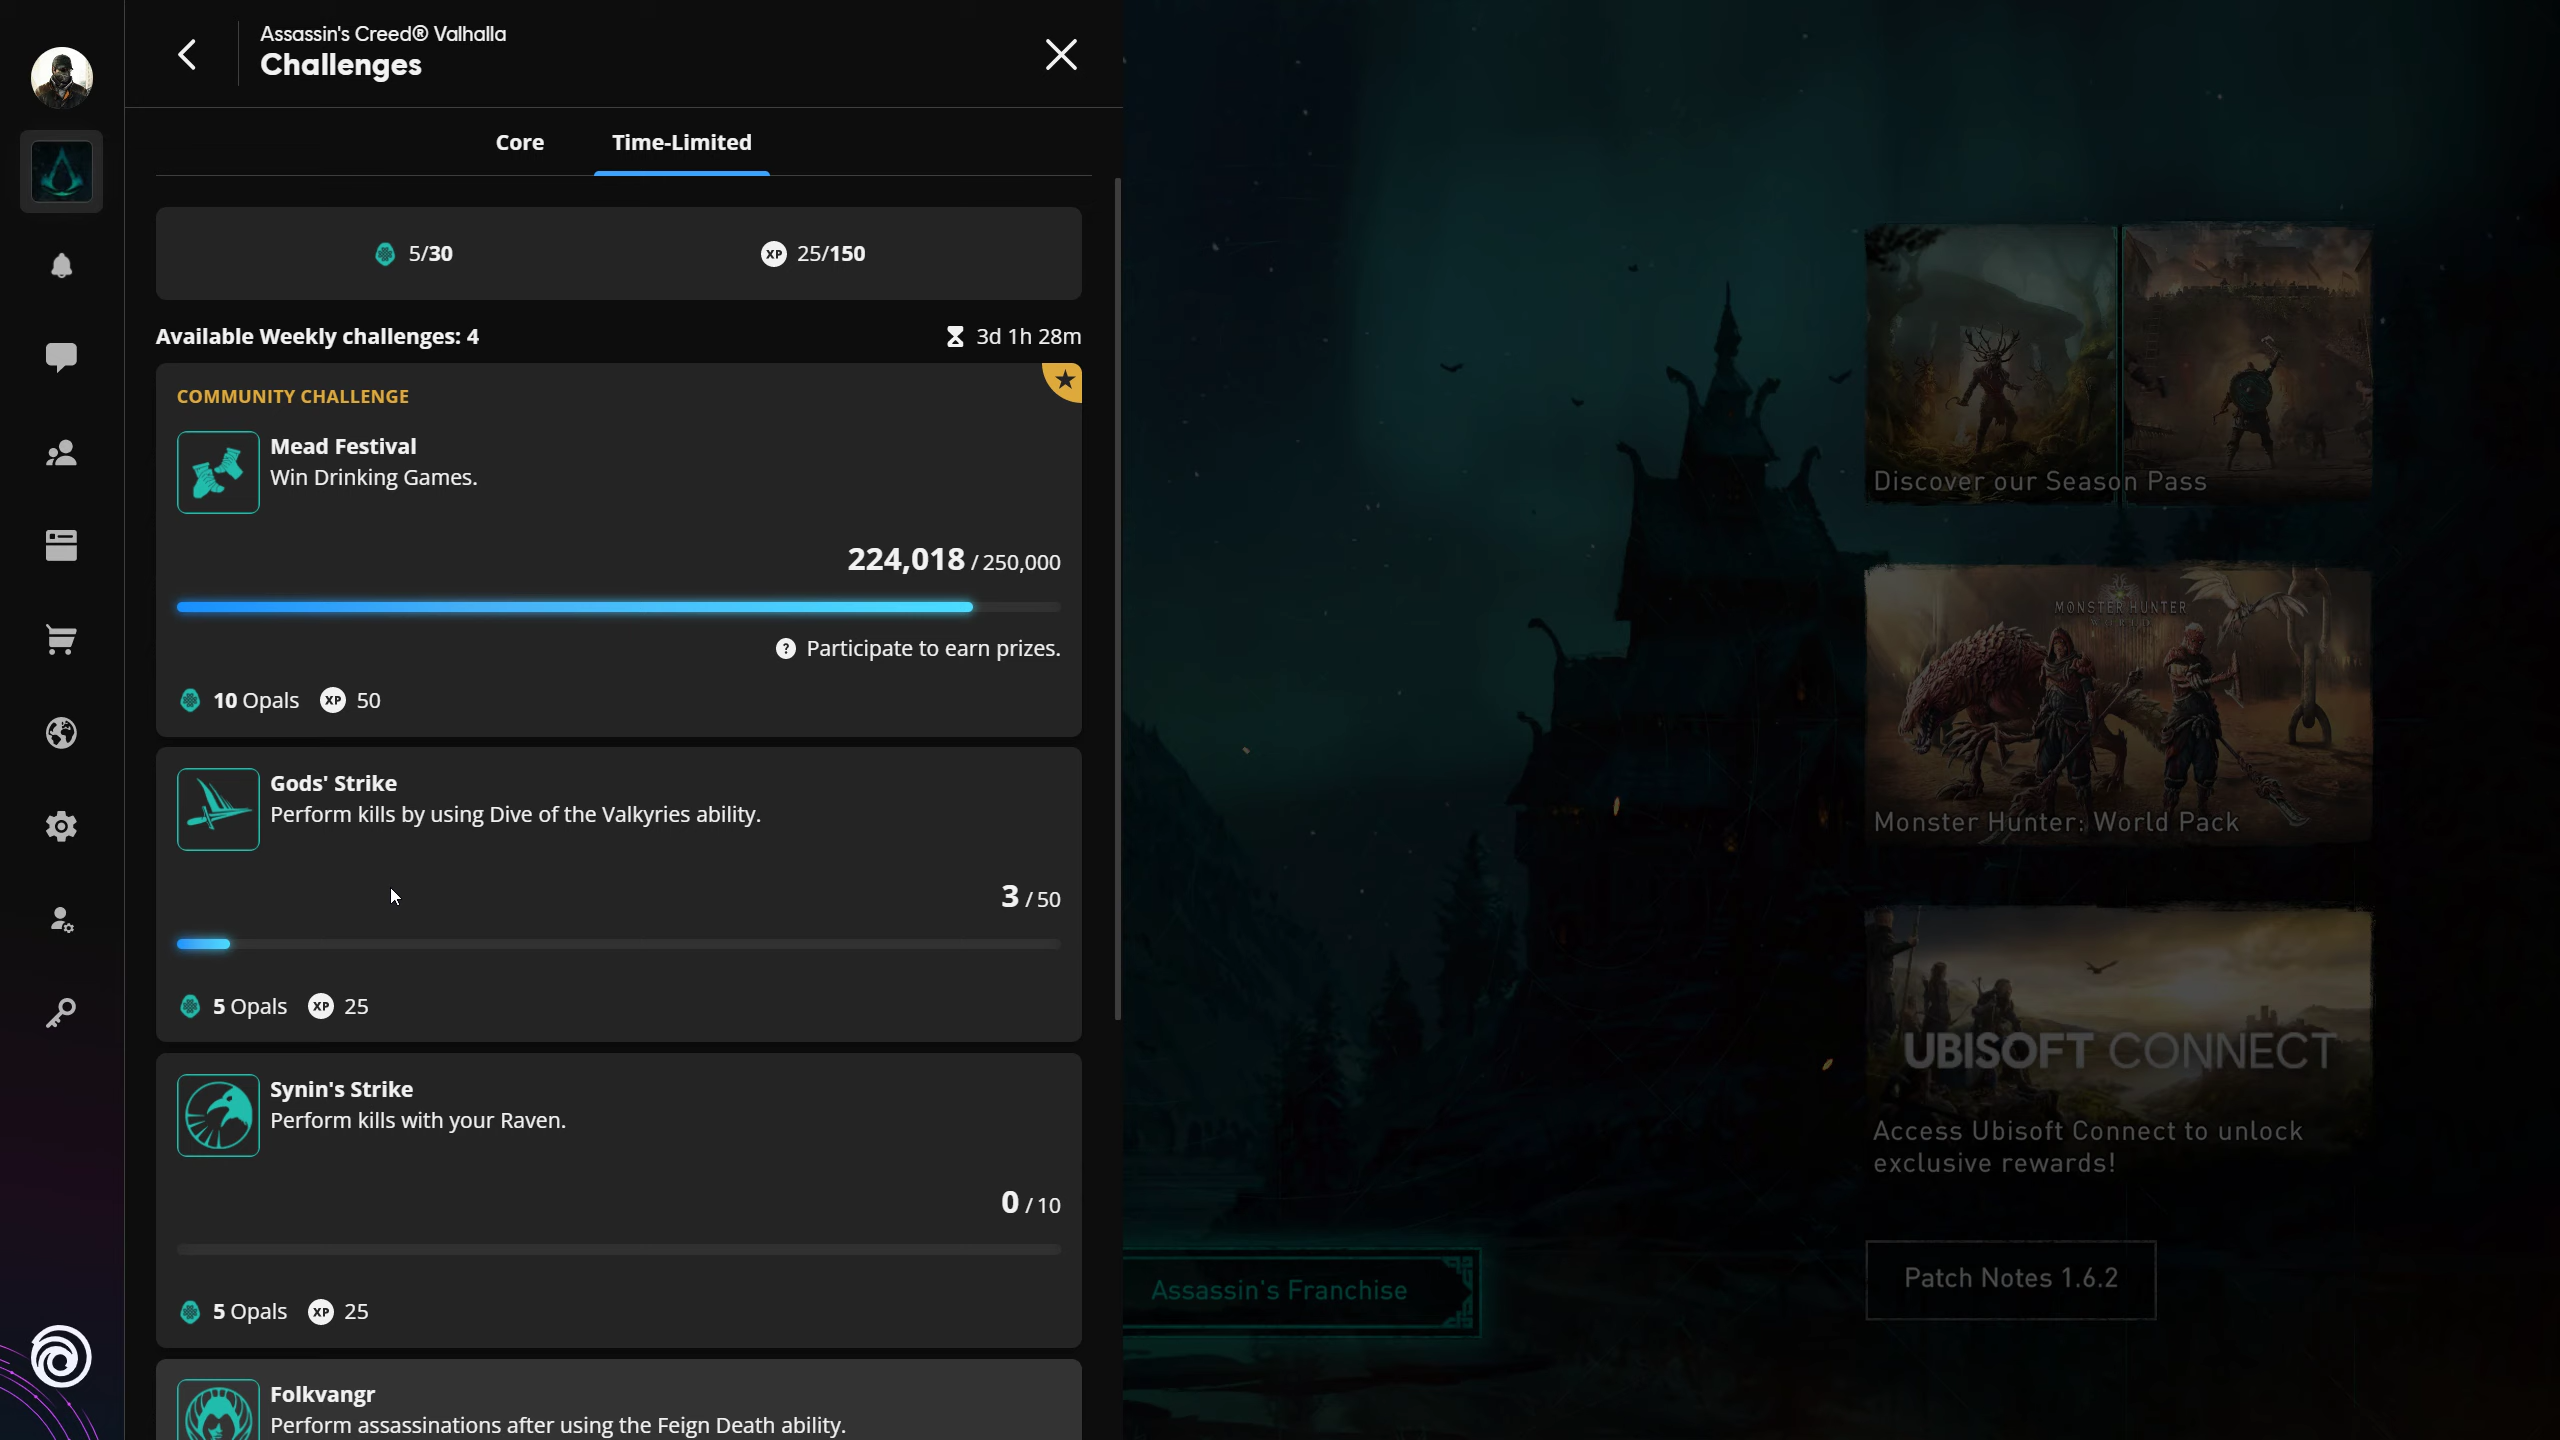 Assassin's Creed® Valhalla
Challenges
Core
Time-Limited
5/30
XP 25/150
Available Weekly challenges: 4
3d 1h 28m
COMMUNITY CHALLENGE
Mead Festival
Win Drinking Games.
224,018 / 250,000
? Participate to earn prizes.
10 Opals XP 50
Gods' Strike
Perform kills by using Dive of the Valkyries ability.
3 / 50
5 Opals XP 25
Synin's Strike
Perform kills with your Raven.
0 / 10
5 Opals XP 25
Folkvangr
Perform assassinations after using the Feign Death ability.
Assassin's Franchise
Discover our Season Pass
MONSTER HUNTER
WORLD
Monster Hunter: World Pack
UBISOFT CONNECT
Access Ubisoft Connect to unlock
exclusive rewards!
Patch Notes 1.6.2